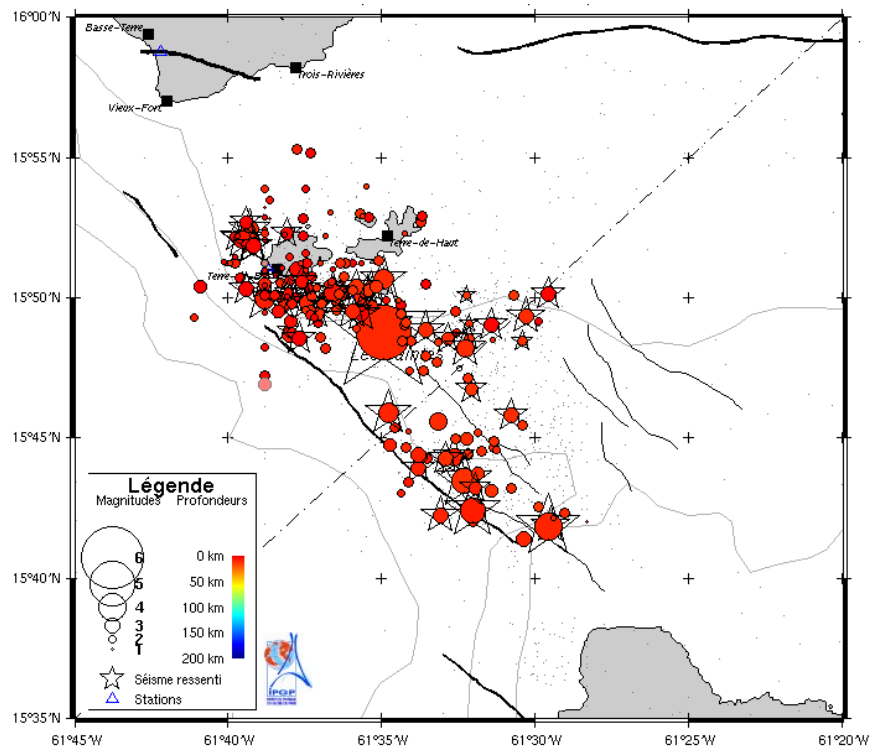 16°00'N
Basse-Terre
Trois-Rivières
Vieux-Fort
15°55'N
Terre-de-Haut
15°50'N
15°45'N
Légende
Magnitudes Profondeurs
6
5
4
3
2
1
0 km
50 km
100 km
150 km
200 km
Séisme ressenti
Stations
IPGP
15°40'N
15°35'N
61°45'W 61°40'W 61°35'W 61°30'W 61°25'W 61°20'W